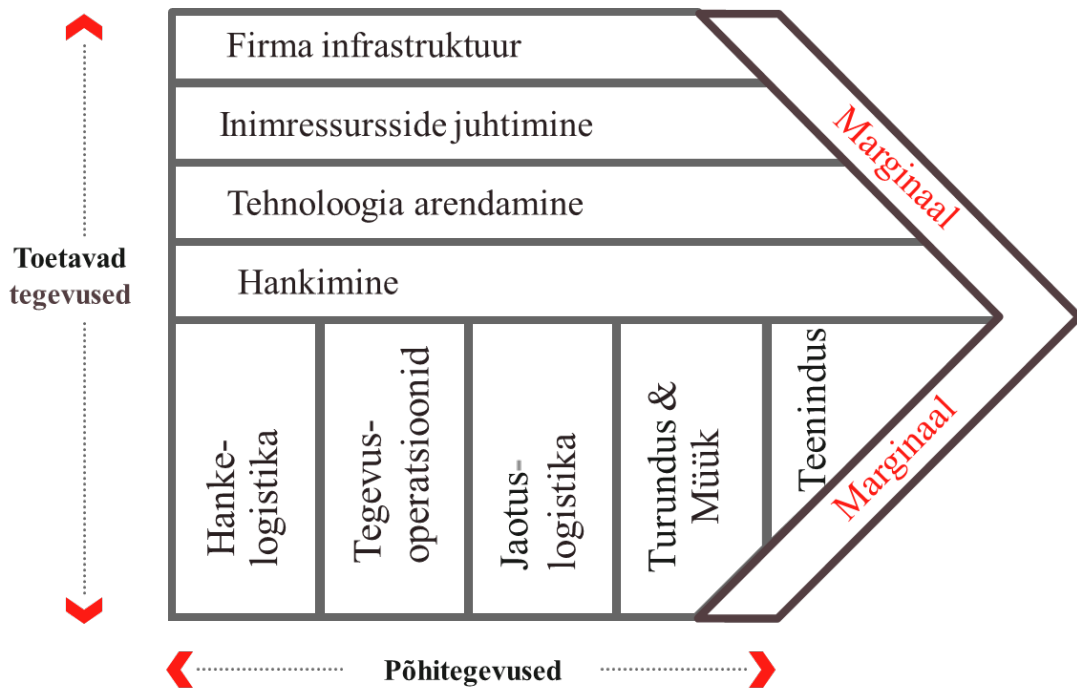 Firma infrastruktuur
Inimressursside juhtimine
Tehnoloogia arendamine
Hankimine
Toetavad
tegevused
Hanke-
logistika
Tegevus-
operatsioonid
Jaotus-
logistika
Turundus &
Müük
Teenindus
Marginaal
Marginaal
Põhitegevused